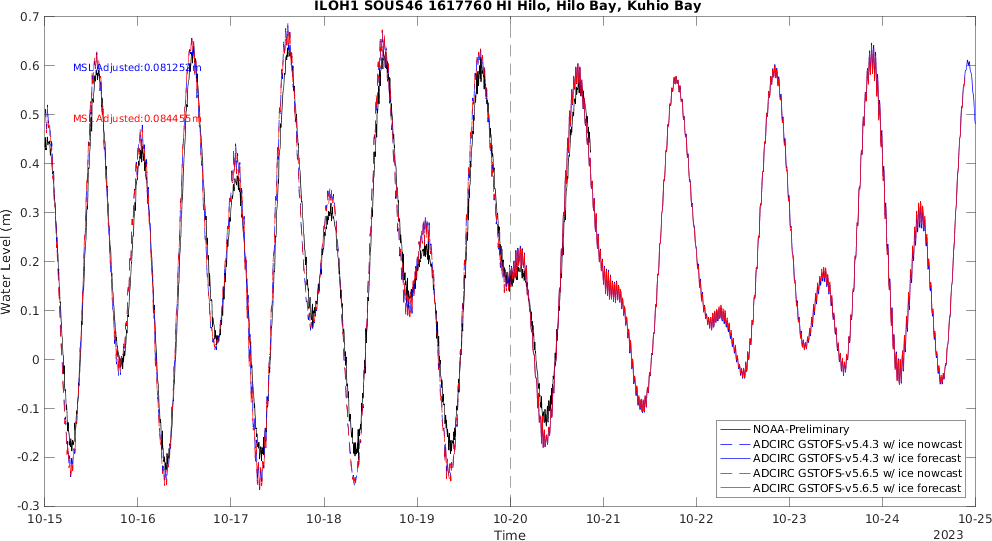 ILOH1 SOUS46 1617760 HI Hilo, Hilo Bay, Kuhio Bay
0.7
0.6
0.5
0.4
0.3
0.2
0.1
0
-0.1
-0.2
-0.3
Water Level (m)
MSL Adjusted:0.081252m
MSL Adjusted:0.084455m
NOAA-Preliminary
ADCIRC GSTOFS-v5.4.3 w/ ice nowcast
ADCIRC GSTOFS-v5.4.3 w/ ice forecast
ADCIRC GSTOFS-v5.6.5 w/ ice nowcast
ADCIRC GSTOFS-v5.6.5 w/ ice forecast
10-15 10-16 10-17 10-18 10-19 10-20 10-21 10-22 10-23 10-24 10-25
Time
2023